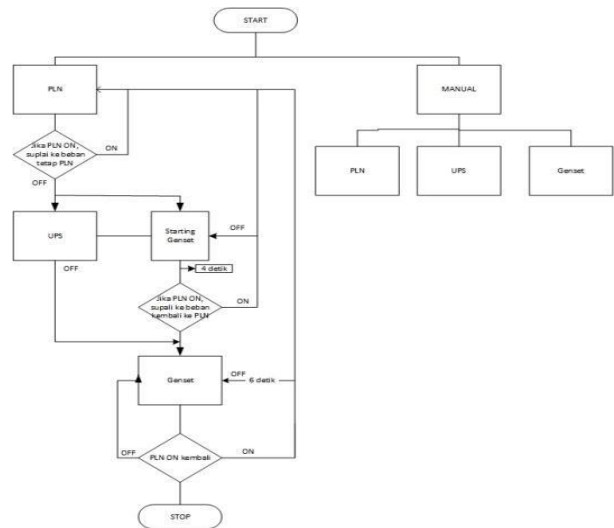 START
PLN
MANUAL
Jika PLN ON,
suplai ke beban
tetap PLN
ON
OFF
PLN
UPS
Genset
UPS
Starting
Genset
OFF
OFF
4 detik
Jika PLN ON,
supali ke beban
kembali ke PLN
ON
Genset
OFF
6 detik
OFF
PLN ON kembali
ON
STOP